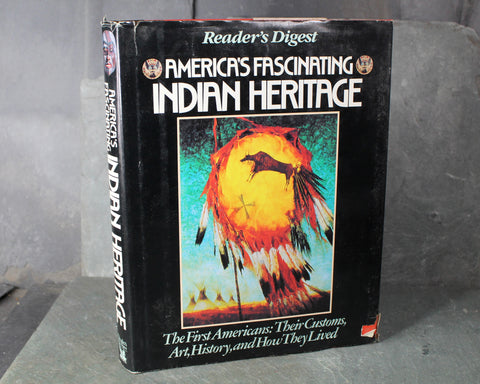 Reader's Digest
AMERICA'S FASCINATING
INDIAN HERITAGE
The First Americans: Their Customs,
Art, History, and How They Lived
AMERICA'S
FASCINATING
INDIAN HERITAGE